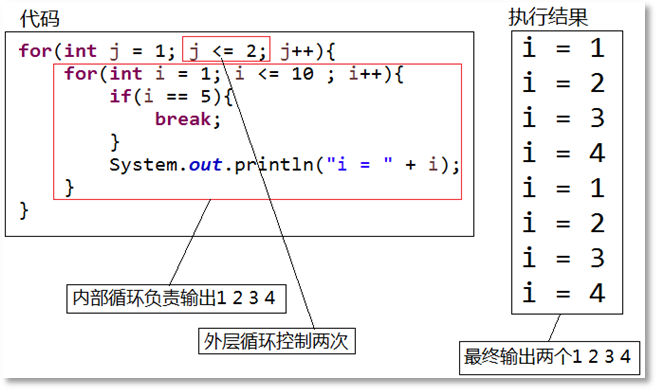 代码
for(int j = 1; j <= 2; j++){
for(int i = 1; i <= 10 ; i++){
if(i == 5){
break;
}
System.out.println("i = " + i);
}
}
内部循环负责输出1 2 3 4
外层循环控制两次
执行结果
i = 1
i = 2
i = 3
i = 4
i = 1
i = 2
i = 3
i = 4
最终输出两个1 2 3 4